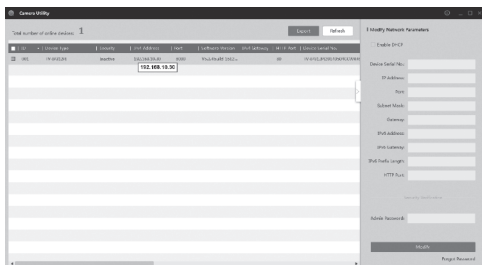 Camera Utility
Total number of online devices: 1
Export
Refresh
ID
Device Type
Security
IPv4 Address
Port
Software Version
IPv4 Gateway
HTTP Port
Device Serial No.
001
Inactive
192.168.10.30
Modify Network Parameters
Enable DHCP
Device Serial No.:
IP Address:
Port:
Subnet Mask:
Gateway:
IPv6 Address:
IPv6 Gateway:
IPv6 Prefix Length:
HTTP Port:
Admin Password:
Modify
Forgot Password